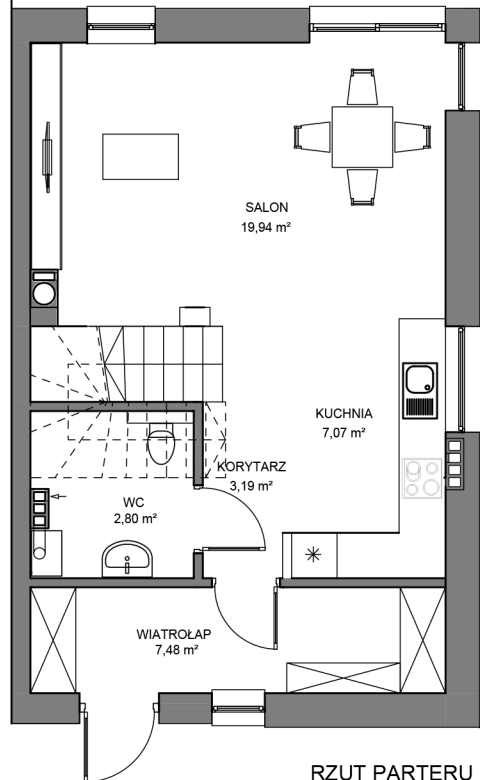 SALON
19,94 m²
KUCHNIA
7,07 m²
KORYTARZ
3,19 m²
WC
2,80 m²
WIATROŁAP
7,48 m²
RZUT PARTERU